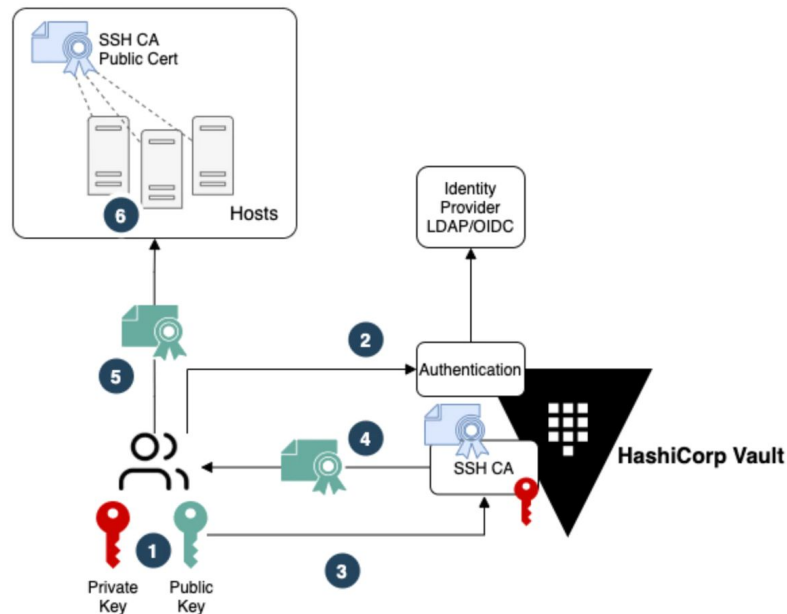 SSH CA
Public Cert
6
Hosts
Identity
Provider
LDAP/OIDC
2
Authentication
5
4
SSH CA
HashiCorp Vault
1
3
Private
Key
Public
Key